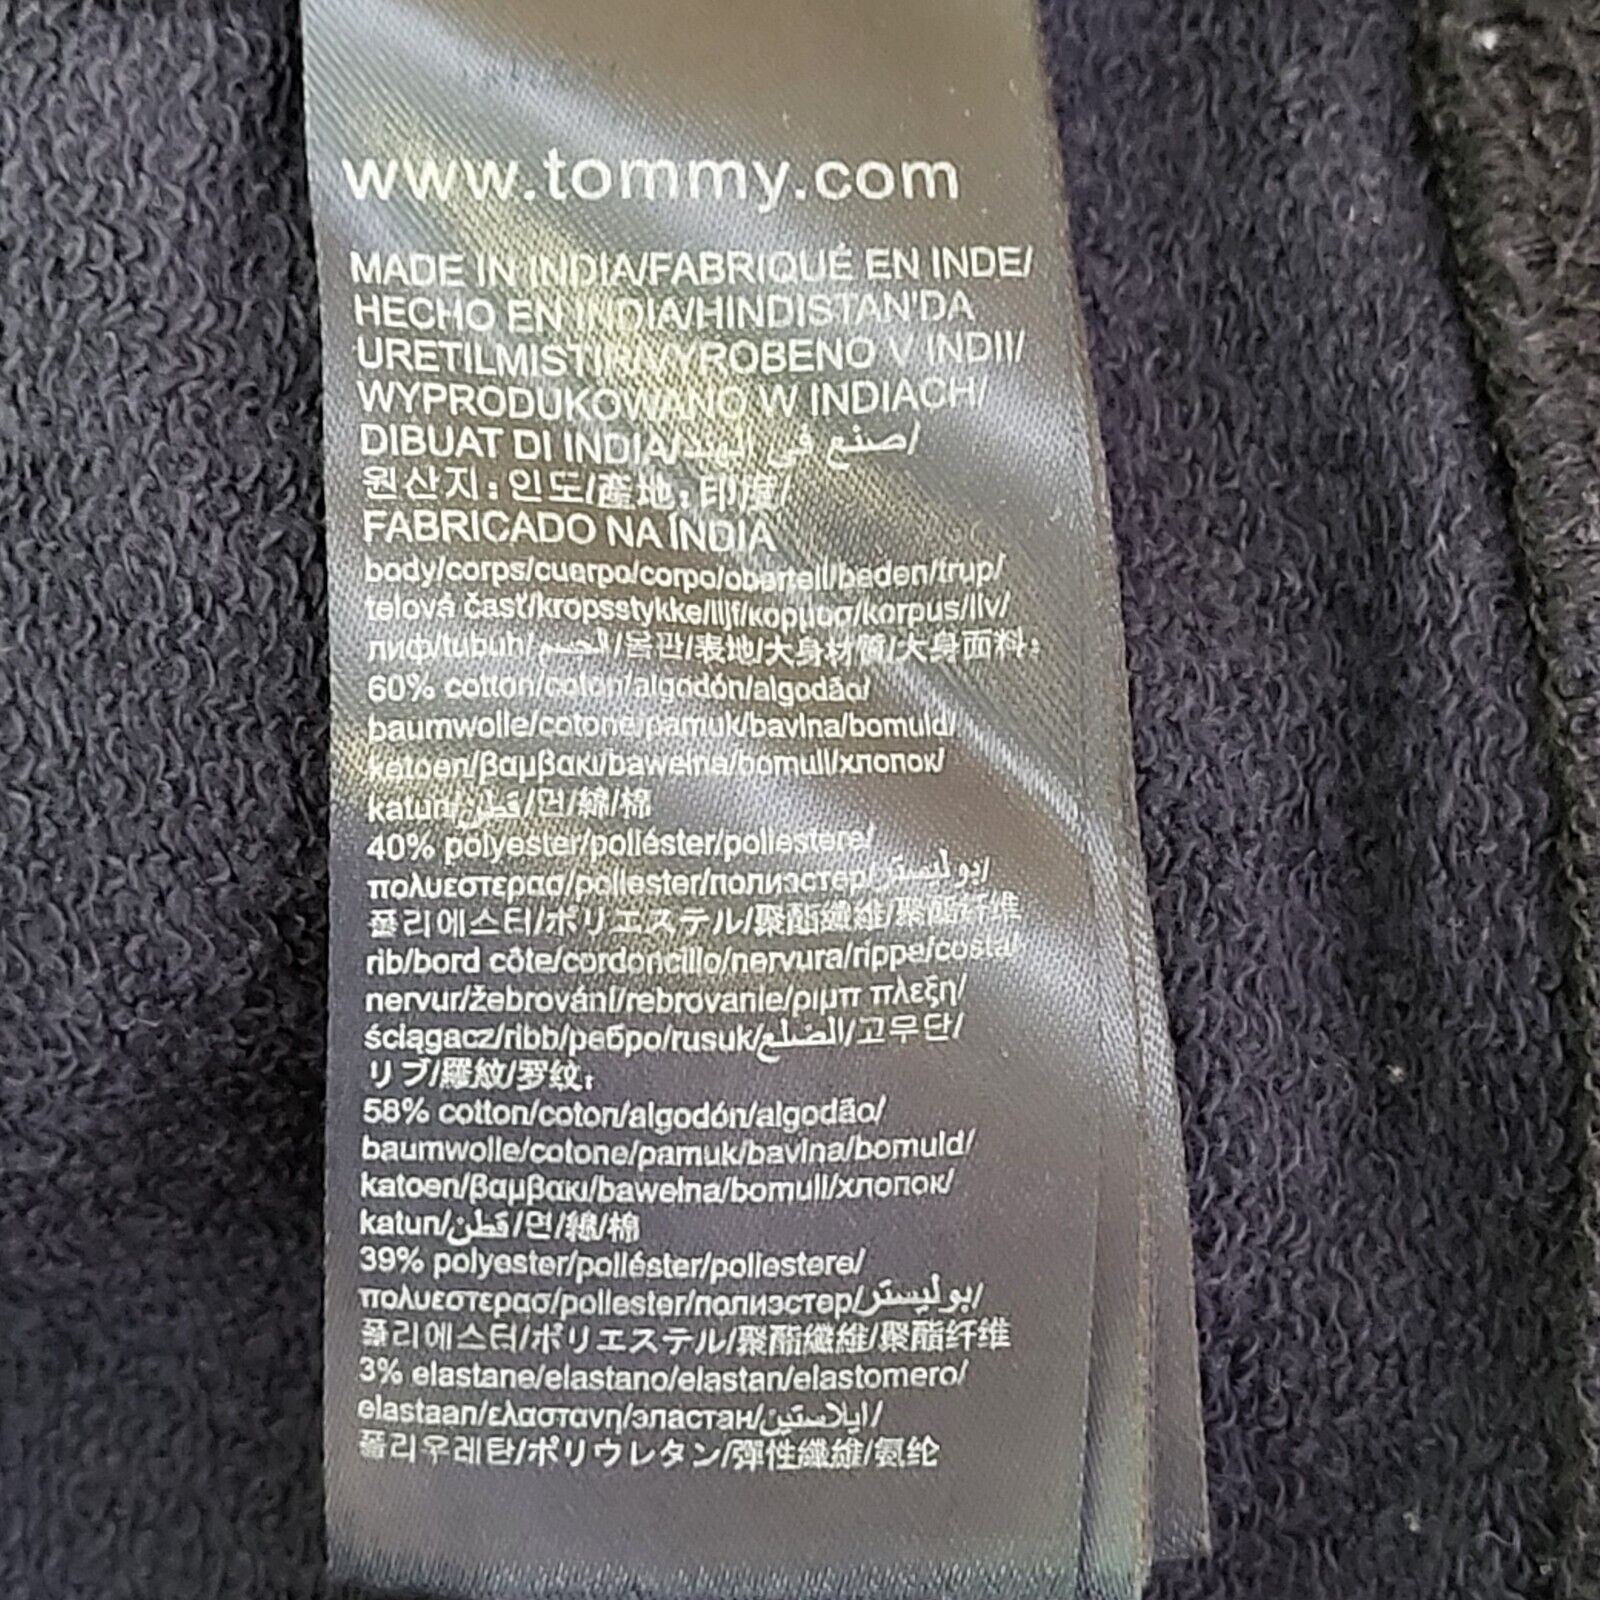 www.tommy.com
MADE IN INDIA/FABRIQUÉ EN INDE/
HECHO EN INDIA/HINDISTAN'DA
URETILMISTIR/VYROBENO V INDII/
WYPRODUKOWANO W INDIACH/
DIBUAT DI INDIA/صنع في الهند/
원산지:인도/產地:印度/
FABRICADO NA ÍNDIA
body/corps/cuerpo/corpo/oberteil/beden/trup/
telová časť/kropsstykke/lijf/κορμοσ/korpus/liv/
лиф/tubuh/الجسم/몸판/表地/大身材質/大身面料:
60% cotton/coton/algodón/algodão/
baumwolle/cotone/pamuk/bavlna/bomuld/
katoen/βαμβακι/bawełna/bomull/хлопок/
katun/قطن/면/綿/棉
40% polyester/poliéster/poliestere/
πολυεστερασ/poliester/полиэстер/بوليستر/
폴리에스터/ポリエステル/聚酯纖維/聚酯纤维
rib/bord côte/cordoncillo/nervura/rippe/costa/
nervur/žebrování/rebrovanie/ριμπ πλεξη/
ściągacz/ribb/ребро/rusuk/الضلع/고무단/
リブ/羅紋/罗纹:
58% cotton/coton/algodón/algodão/
baumwolle/cotone/pamuk/bavlna/bomuld/
katoen/βαμβακι/bawełna/bomull/хлопок/
katun/قطن/면/綿/棉
39% polyester/poliéster/poliestere/
πολυεστερασ/poliester/полиэстер/بوليستر/
폴리에스터/ポリエステル/聚酯纖維/聚酯纤维
3% elastane/elastano/elastan/elastomero/
elastaan/ελαστανη/эластан/ايلاستين/
폴리우레탄/ポリウレタン/彈性纖維/氨纶